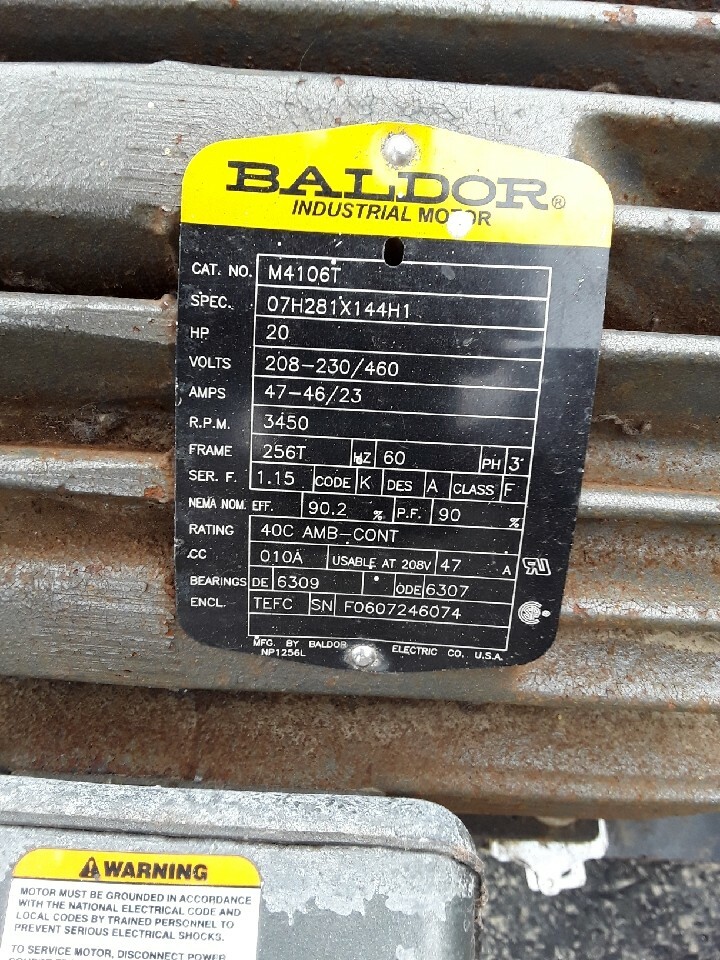 BALDOR®
INDUSTRIAL MOTOR
CAT. NO. M4106T
SPEC. 07H281X144H1
HP 20
VOLTS 208-230/460
AMPS 47-46/23
R.P.M. 3450
FRAME 256T HZ 60 PH 3
SER. F. 1.15 CODE K DES A CLASS F
NEMA NOM. EFF. 90.2 % P.F. 90 %
RATING 40C AMB-CONT
CC 010A USABLE AT 208V 47 A
BEARINGS DE 6309 ODE 6307
ENCL. TEFC SN F0607246074
MFG. BY BALDOR ELECTRIC CO. U.S.A.
NP1256L
WARNING
MOTOR MUST BE GROUNDED IN ACCORDANCE
WITH THE NATIONAL ELECTRICAL CODE AND
LOCAL CODES BY TRAINED PERSONNEL TO
PREVENT SERIOUS ELECTRICAL SHOCKS.
TO SERVICE MOTOR, DISCONNECT POWER